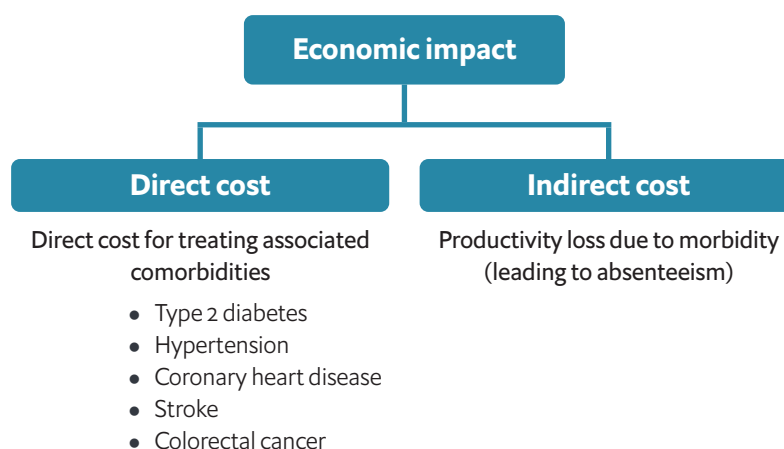 Economic impact
Direct cost
Direct cost for treating associated
comorbidities
• Type 2 diabetes
• Hypertension
• Coronary heart disease
• Stroke
• Colorectal cancer
Indirect cost
Productivity loss due to morbidity
(leading to absenteeism)